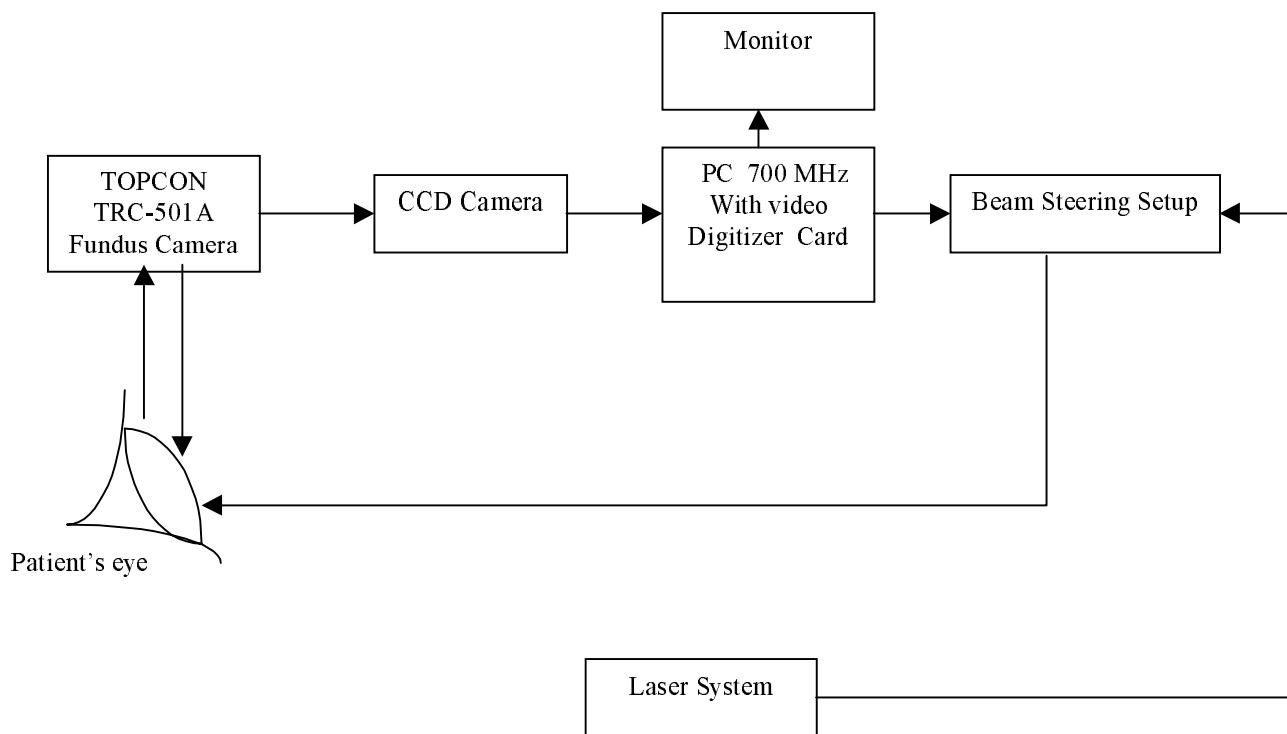 Monitor
TOPCON
TRC-501A
Fundus Camera
CCD Camera
PC 700 MHz
With video
Digitizer Card
Beam Steering Setup
Patient’s eye
Laser System